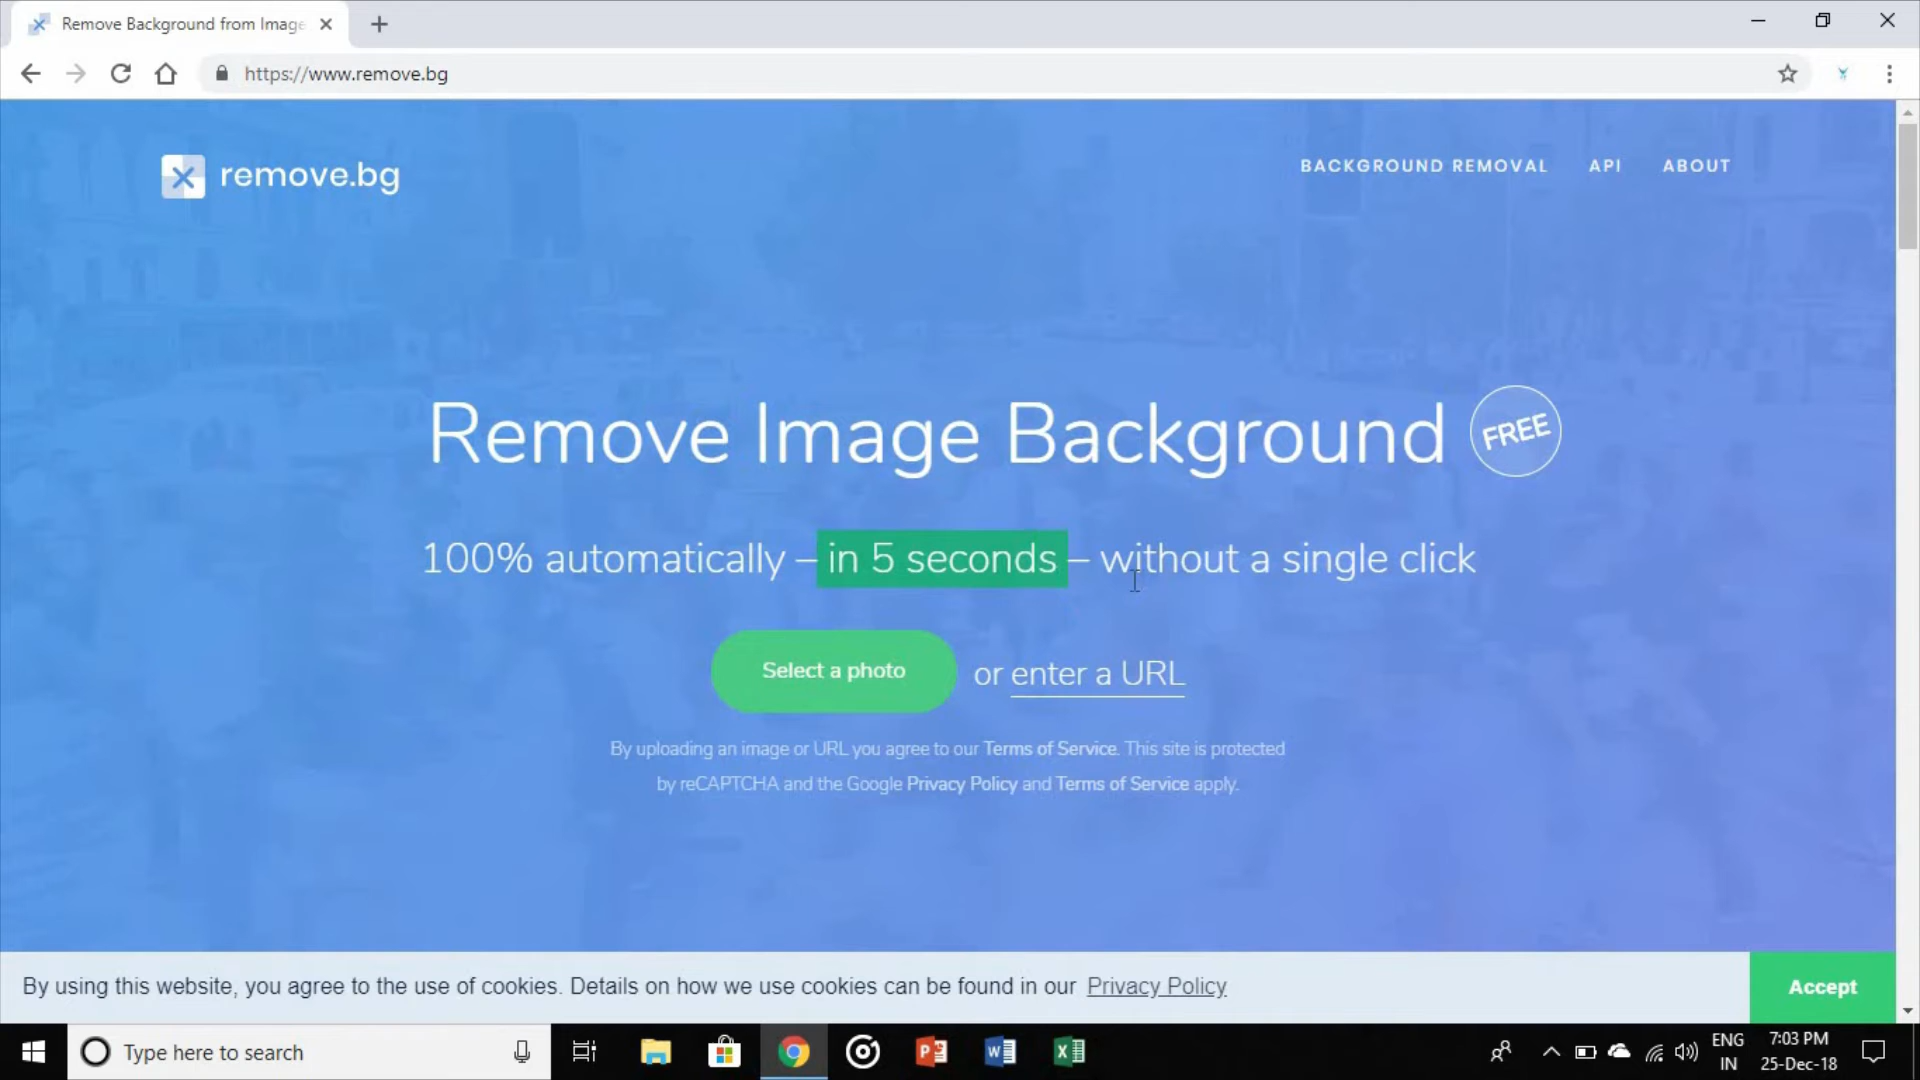 Remove Background from Image
https://www.remove.bg
remove.bg
BACKGROUND REMOVAL API ABOUT
Remove Image Background FREE
100% automatically – in 5 seconds – without a single click
Select a photo or enter a URL
By uploading an image or URL you agree to our Terms of Service. This site is protected
by reCAPTCHA and the Google Privacy Policy and Terms of Service apply.
By using this website, you agree to the use of cookies. Details on how we use cookies can be found in our Privacy Policy
Accept
Type here to search
ENG 7:03 PM
IN 25-Dec-18